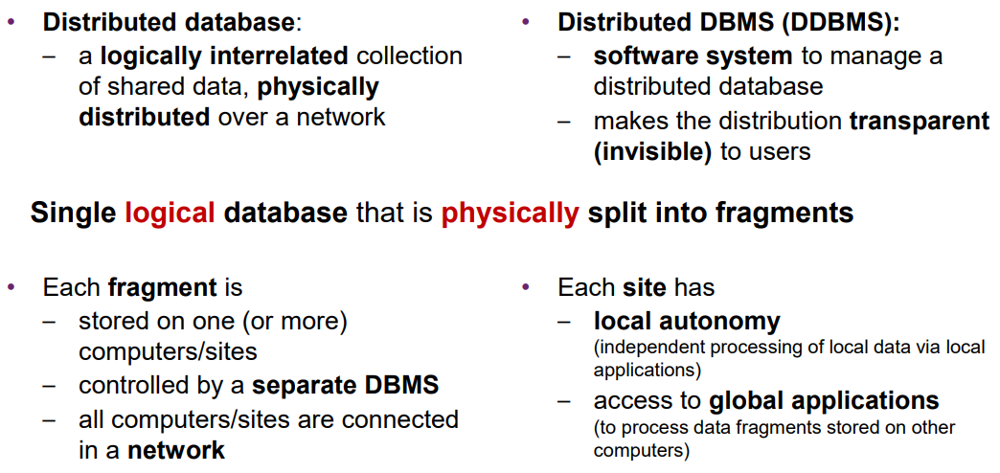 • Distributed database:
– a logically interrelated collection
of shared data, physically
distributed over a network
• Distributed DBMS (DDBMS):
– software system to manage a
distributed database
– makes the distribution transparent
(invisible) to users
Single logical database that is physically split into fragments
• Each fragment is
– stored on one (or more)
computers/sites
– controlled by a separate DBMS
– all computers/sites are connected
in a network
• Each site has
– local autonomy
(independent processing of local data via local
applications)
– access to global applications
(to process data fragments stored on other
computers)